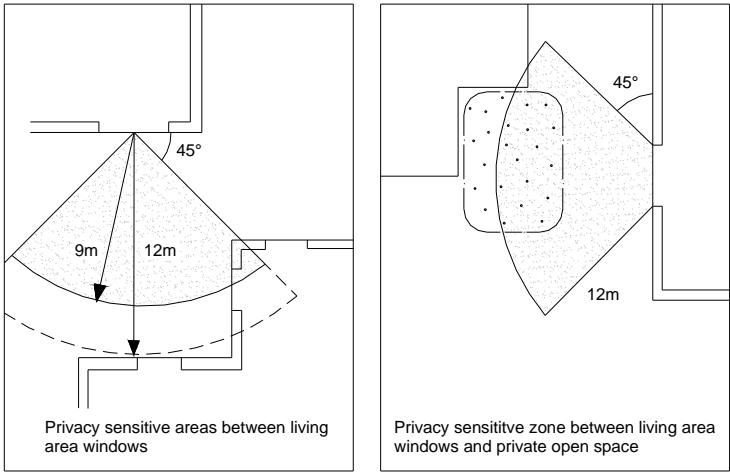 45°
9m
12m
Privacy sensitive areas between living
area windows
45°
12m
Privacy sensititve zone between living area
windows and private open space